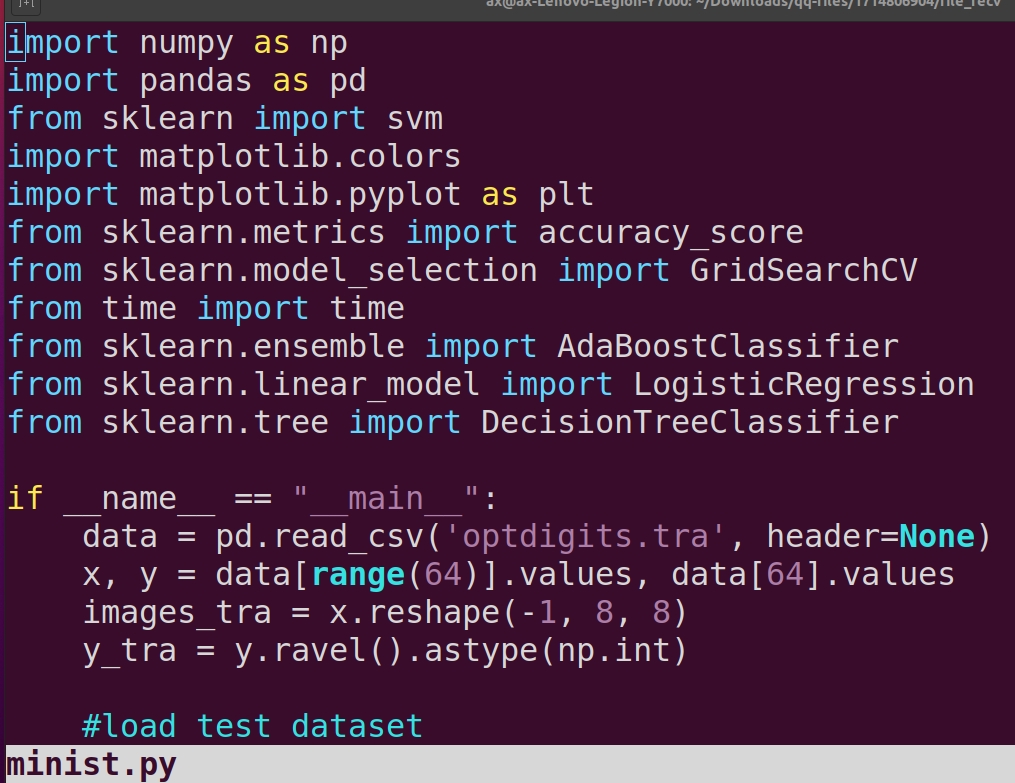 ax@ax-Lenovo-Legion-Y7000: ~/Downloads/qq-files/1714806904/file_recv
import numpy as np
import pandas as pd
from sklearn import svm
import matplotlib.colors
import matplotlib.pyplot as plt
from sklearn.metrics import accuracy_score
from sklearn.model_selection import GridSearchCV
from time import time
from sklearn.ensemble import AdaBoostClassifier
from sklearn.linear_model import LogisticRegression
from sklearn.tree import DecisionTreeClassifier
if __name__ == "__main__":
    data = pd.read_csv('optdigits.tra', header=None)
    x, y = data[range(64)].values, data[64].values
    images_tra = x.reshape(-1, 8, 8)
    y_tra = y.ravel().astype(np.int)
    #load test dataset
minist.py